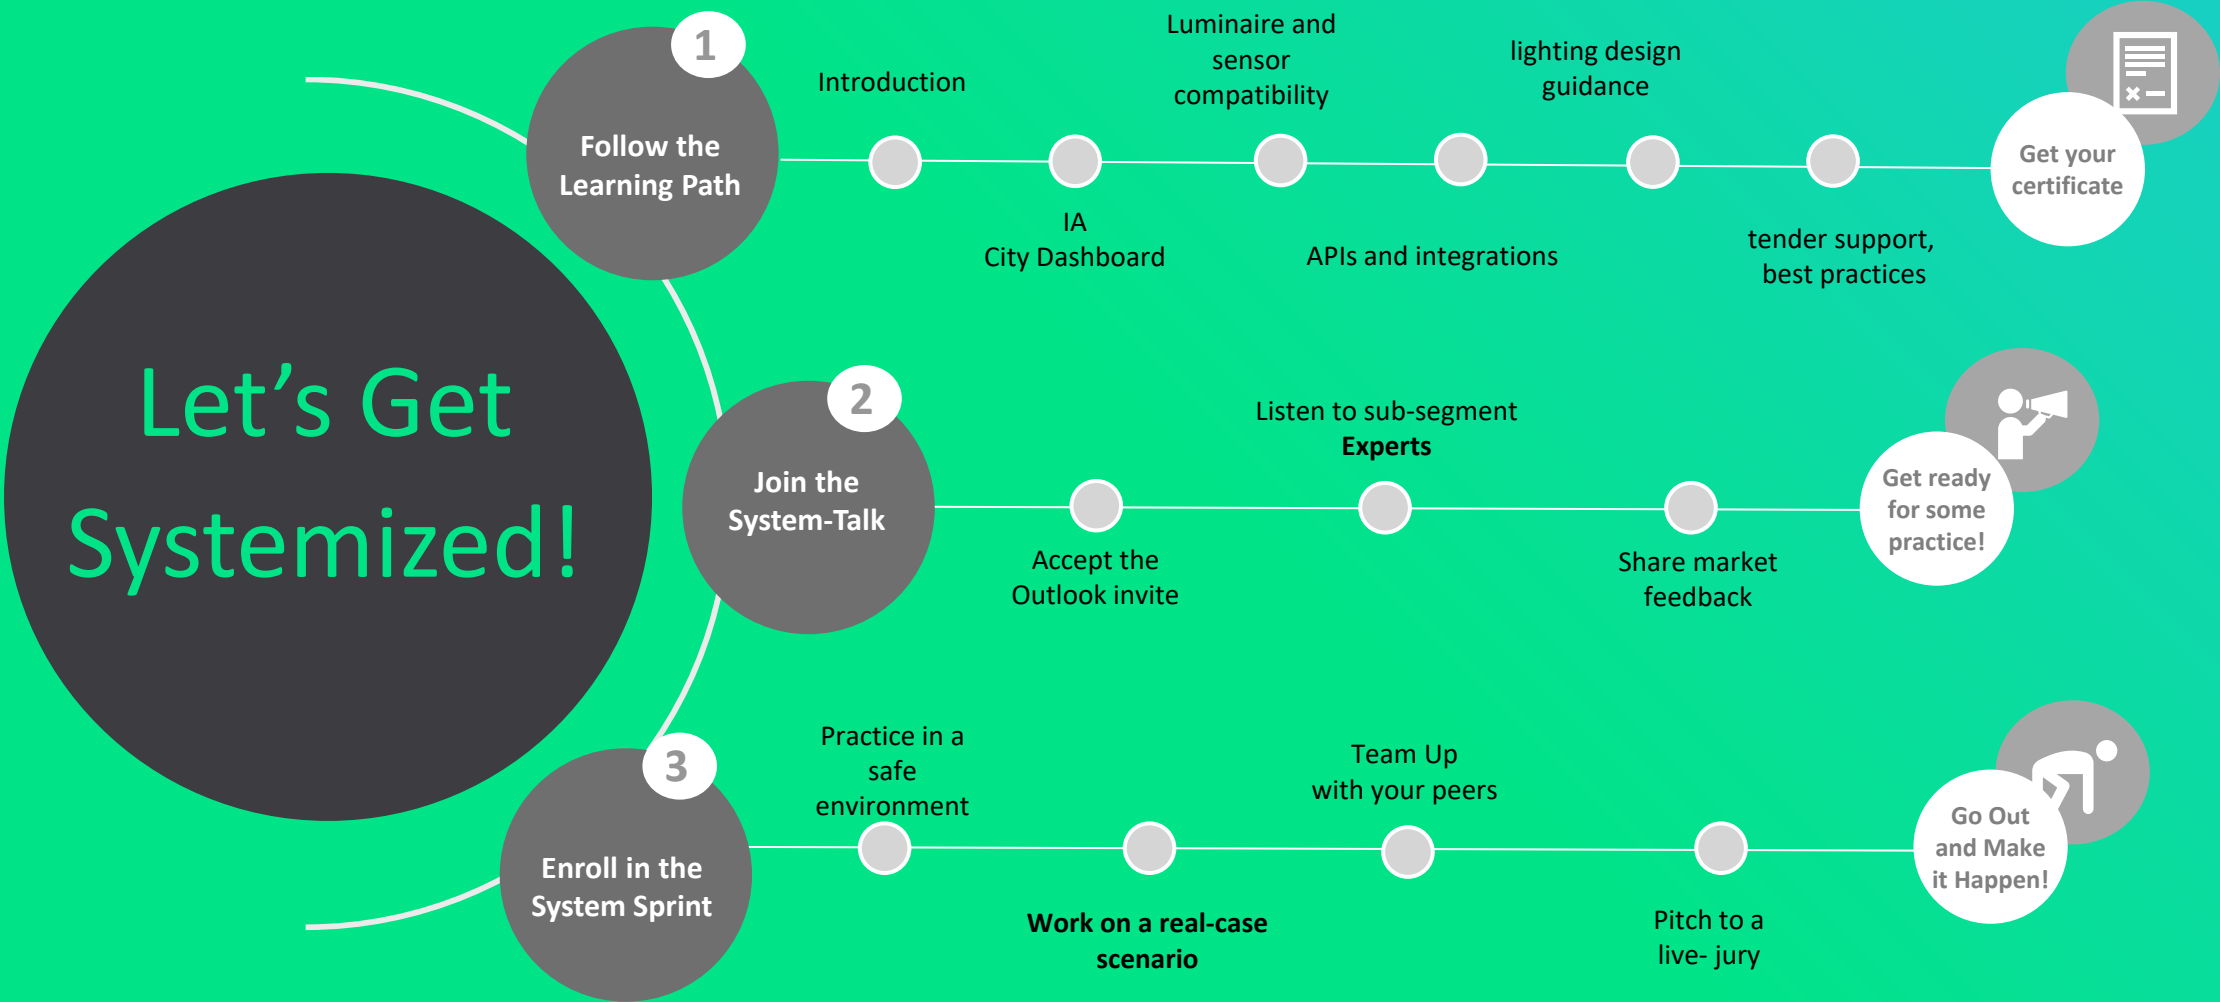 Let's Get
Systemized!
1
Follow the
Learning Path
Introduction
IA
City Dashboard
Luminaire and
sensor
compatibility
APIs and integrations
lighting design
guidance
tender support,
best practices
Get your
certificate
2
Join the
System-Talk
Accept the
Outlook invite
Listen to sub-segment
Experts
Share market
feedback
Get ready
for some
practice!
3
Enroll in the
System Sprint
Practice in a
safe
environment
Work on a real-case
scenario
Team Up
with your peers
Pitch to a
live- jury
Go Out
and Make
it Happen!